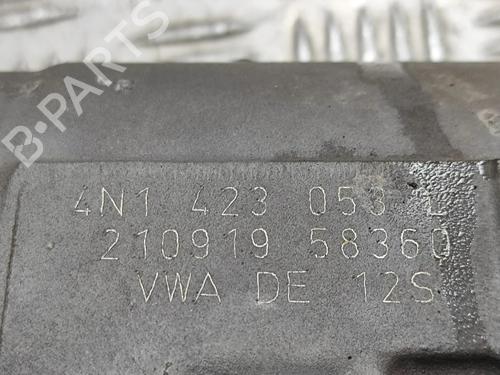 B-PARTS
4N1 423 053 L
210919 58360
VWA DE 12S